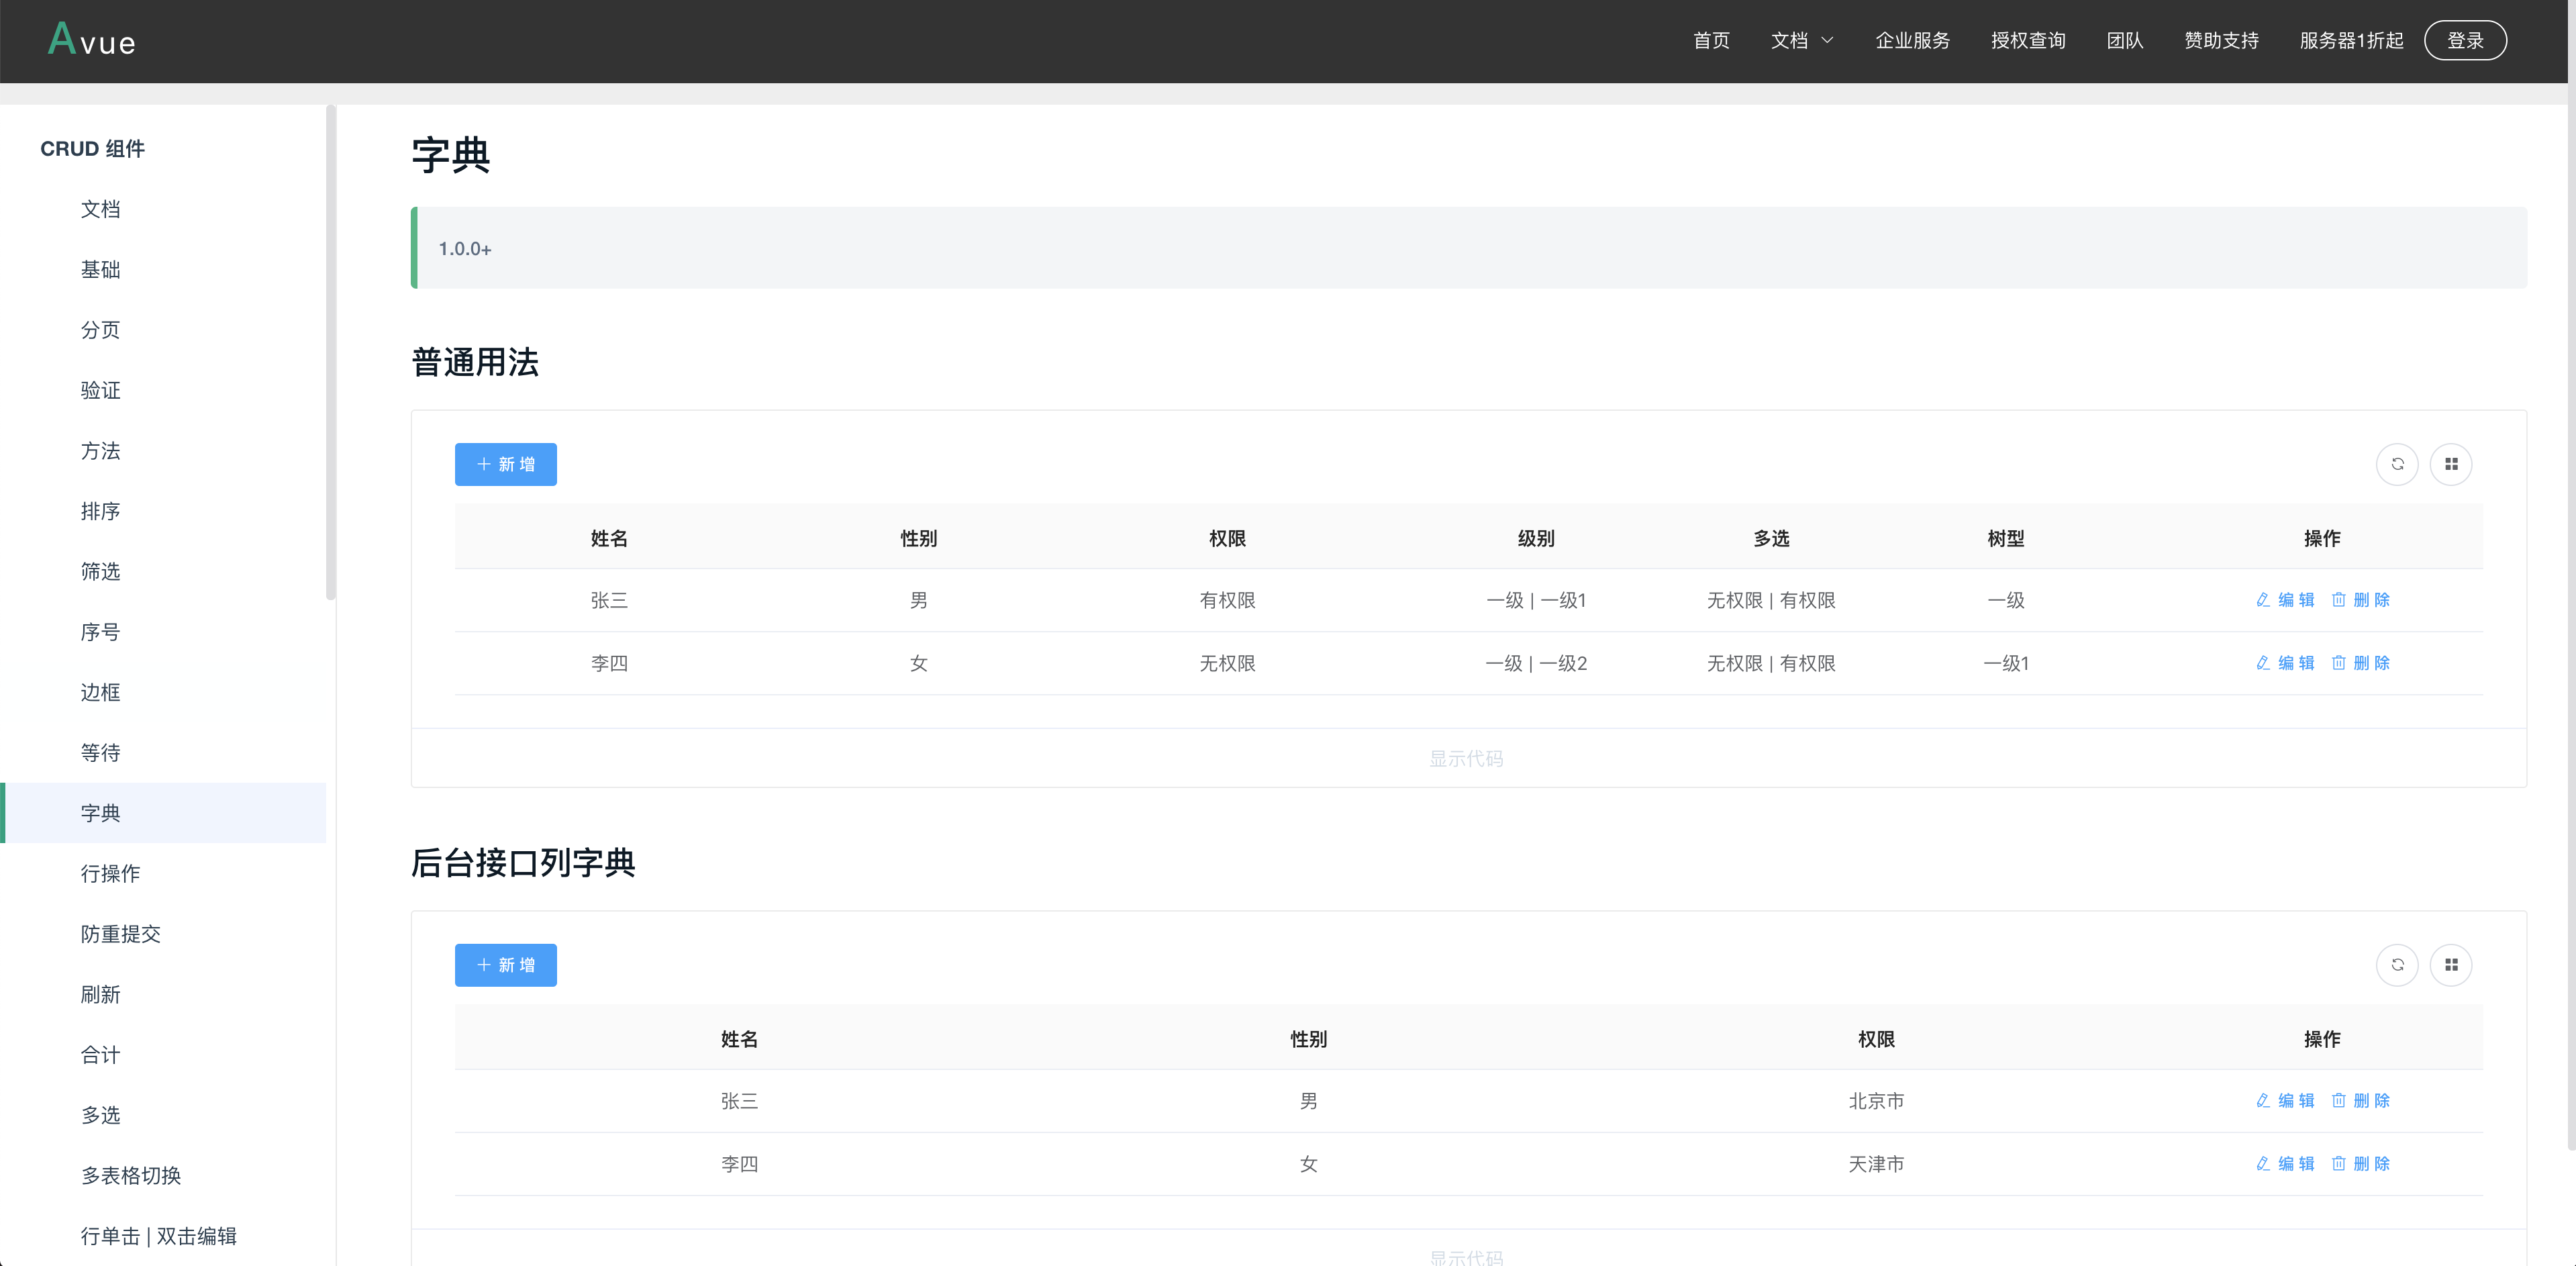 Avue
首页 文档 企业服务 授权查询 团队 赞助支持 服务器1折起 登录
CRUD 组件
文档
基础
分页
验证
方法
排序
筛选
序号
边框
等待
字典
行操作
防重提交
刷新
合计
多选
多表格切换
行单击 | 双击编辑
字典
1.0.0+
普通用法
新 增
姓名 性别 权限 级别 多选 树型 操作
张三 男 有权限 一级 | 一级1 无权限 | 有权限 一级 编 辑 删 除
李四 女 无权限 一级 | 一级2 无权限 | 有权限 一级1 编 辑 删 除
显示代码
后台接口列字典
新 增
姓名 性别 权限 操作
张三 男 北京市 编 辑 删 除
李四 女 天津市 编 辑 删 除
显示代码